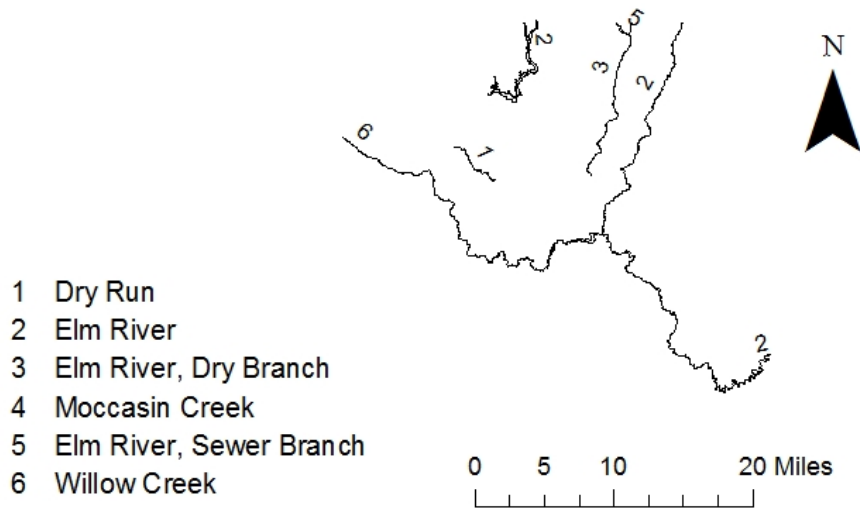 5
2
N
3
2
6
1
1 Dry Run
2 Elm River
3 Elm River, Dry Branch
4 Moccasin Creek
5 Elm River, Sewer Branch
6 Willow Creek
2
0 5 10 20 Miles